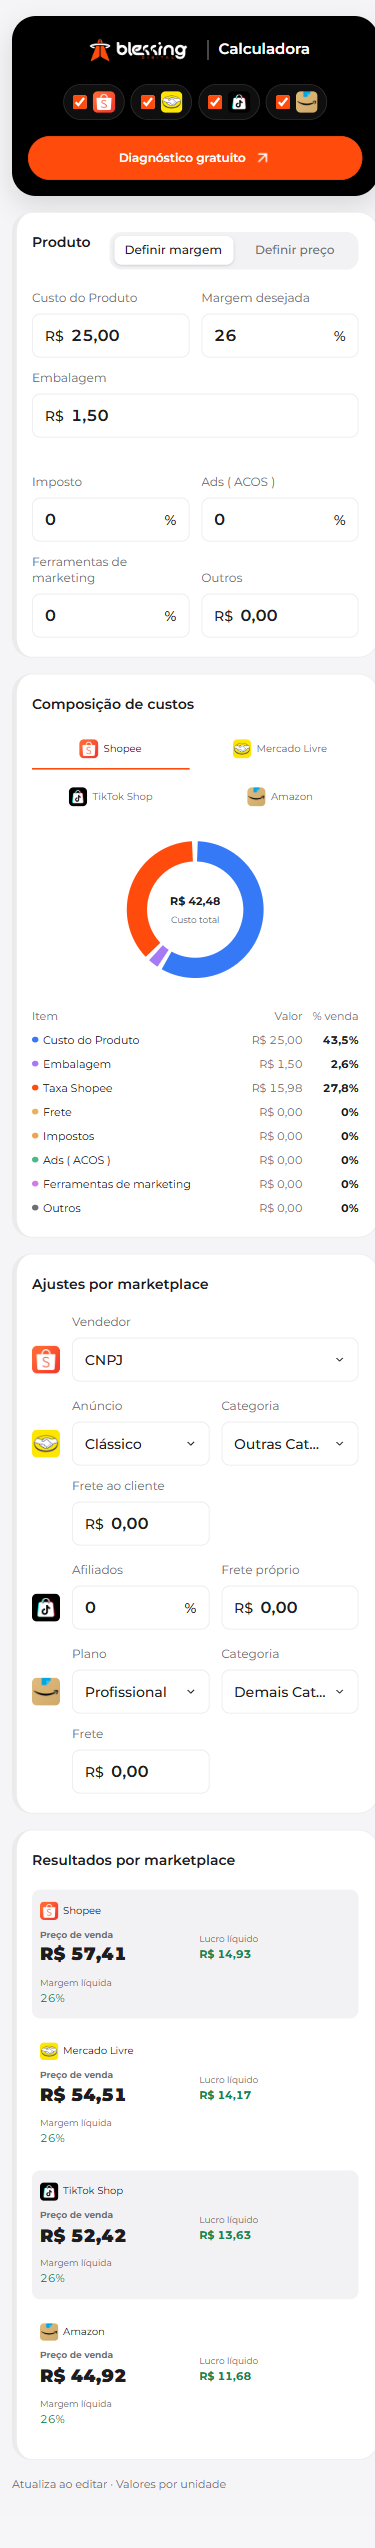 blessing | Calculadora
DIGITAL
Diagnóstico gratuito
Produto
Definir margem Definir preço
Custo do Produto Margem desejada
R$ 25,00 26 %
Embalagem
R$ 1,50
Imposto Ads ( ACOS )
0 % 0 %
Ferramentas de
marketing Outros
0 % R$ 0,00
Composição de custos
Shopee Mercado Livre
TikTok Shop Amazon
R$ 42,48
Custo total
Item Valor % venda
Custo do Produto R$ 25,00 43,5%
Embalagem R$ 1,50 2,6%
Taxa Shopee R$ 15,98 27,8%
Frete R$ 0,00 0%
Impostos R$ 0,00 0%
Ads ( ACOS ) R$ 0,00 0%
Ferramentas de marketing R$ 0,00 0%
Outros R$ 0,00 0%
Ajustes por marketplace
Vendedor
CNPJ
Anúncio Categoria
Clássico Outras Cat...
Frete ao cliente
R$ 0,00
Afiliados Frete próprio
0 % R$ 0,00
Plano Categoria
Profissional Demais Cat...
Frete
R$ 0,00
Resultados por marketplace
Shopee
Preço de venda Lucro líquido
R$ 57,41 R$ 14,93
Margem líquida
26%
Mercado Livre
Preço de venda Lucro líquido
R$ 54,51 R$ 14,17
Margem líquida
26%
TikTok Shop
Preço de venda Lucro líquido
R$ 52,42 R$ 13,63
Margem líquida
26%
Amazon
Preço de venda Lucro líquido
R$ 44,92 R$ 11,68
Margem líquida
26%
Atualiza ao editar · Valores por unidade